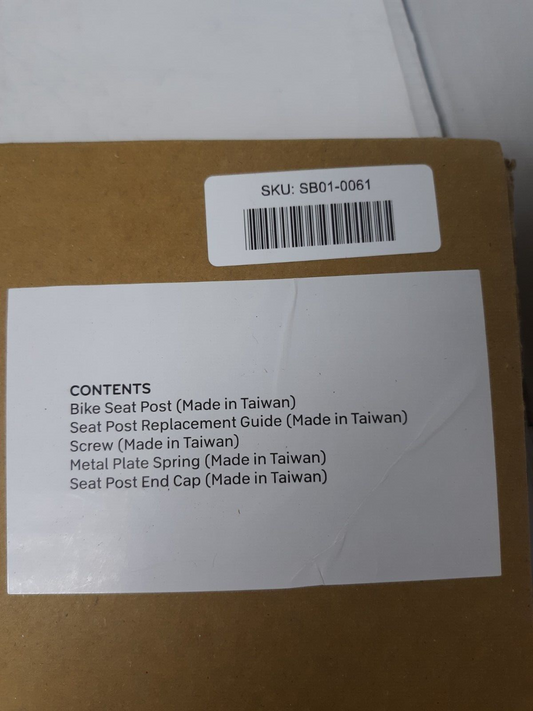 SKU: SB01-0061
CONTENTS
Bike Seat Post (Made in Taiwan)
Seat Post Replacement Guide (Made in Taiwan)
Screw (Made in Taiwan)
Metal Plate Spring (Made in Taiwan)
Seat Post End Cap (Made in Taiwan)